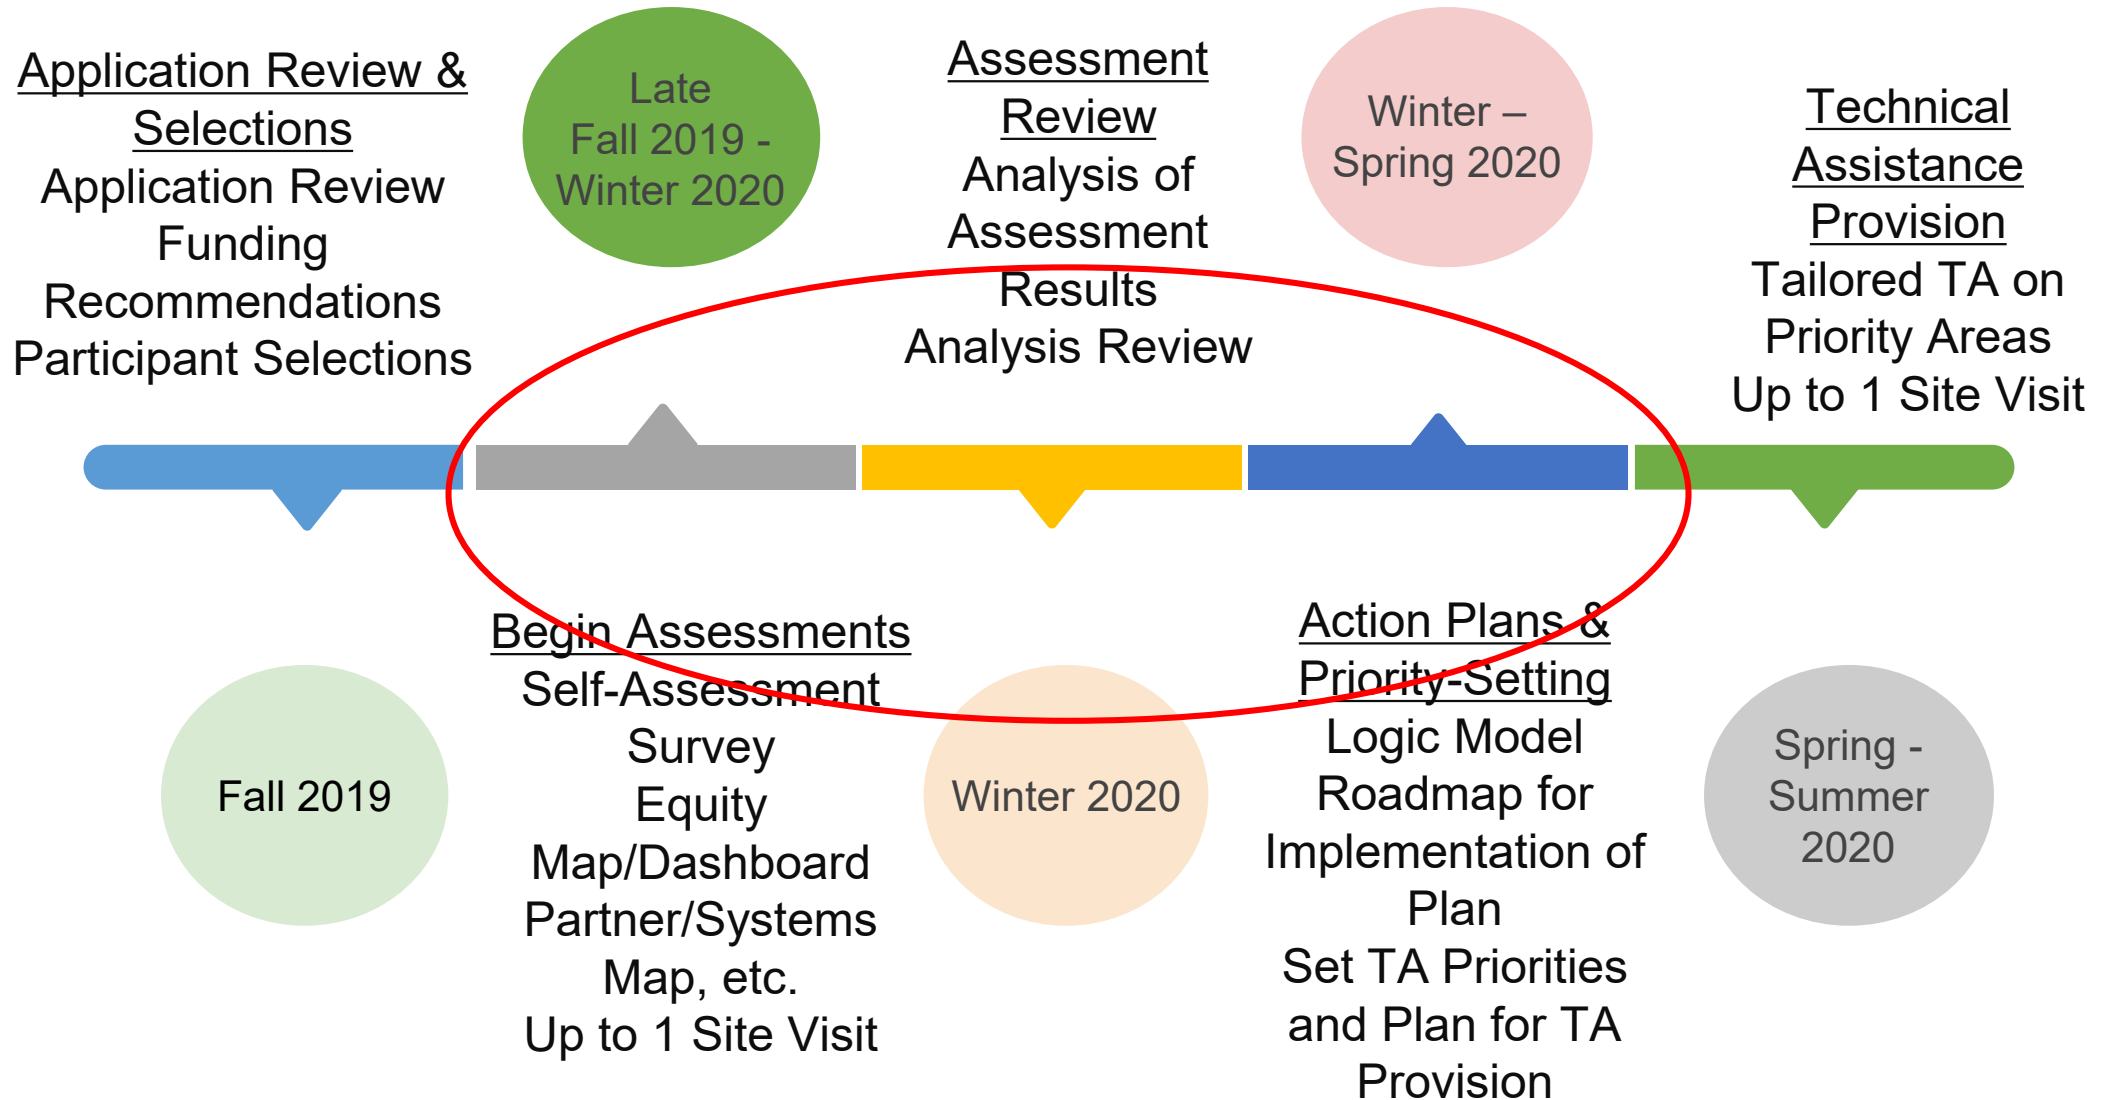 Application Review &
Selections
Application Review
Funding
Recommendations
Participant Selections
Late
Fall 2019 -
Winter 2020
Assessment
Review
Analysis of
Assessment
Results
Analysis Review
Winter –
Spring 2020
Technical
Assistance
Provision
Tailored TA on
Priority Areas
Up to 1 Site Visit
Fall 2019
Begin Assessments
Self-Assessment
Survey
Equity
Map/Dashboard
Partner/Systems
Map, etc.
Up to 1 Site Visit
Winter 2020
Action Plans &
Priority-Setting
Logic Model
Roadmap for
Implementation of
Plan
Set TA Priorities
and Plan for TA
Provision
Spring -
Summer
2020